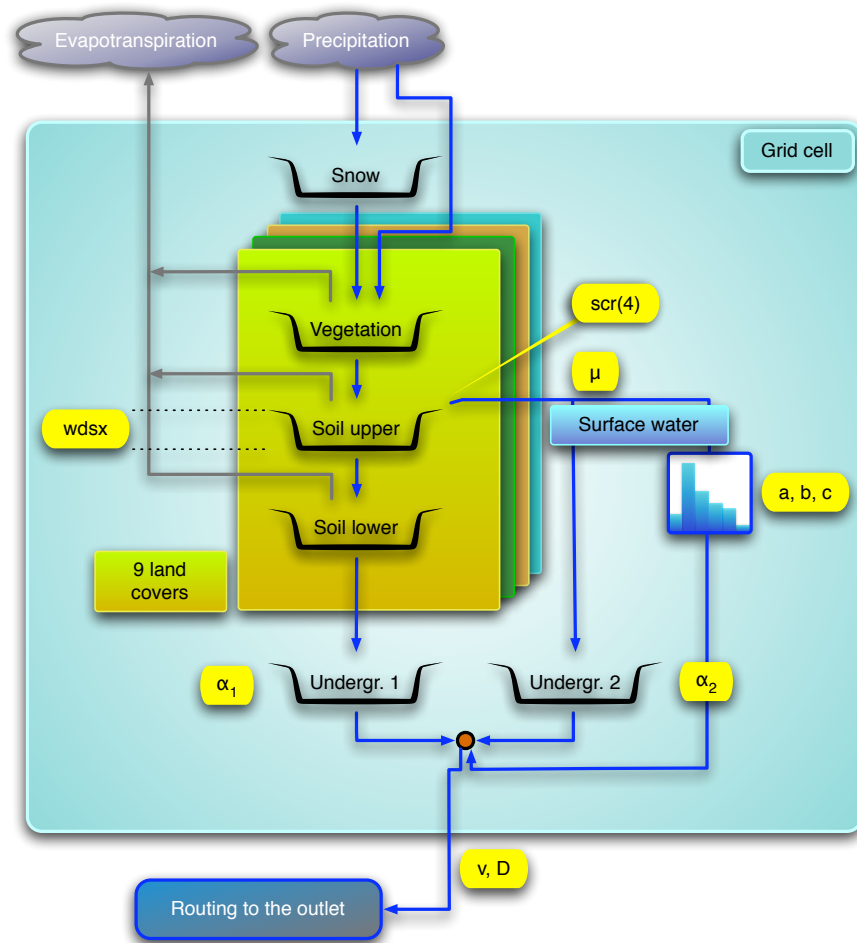 Evapotranspiration
Precipitation
Grid cell
Snow
scr(4)
Vegetation
μ
wdsx
Soil upper
Surface water
a, b, c
Soil lower
9 land
covers
α1
Undergr. 1
Undergr. 2
α2
v, D
Routing to the outlet